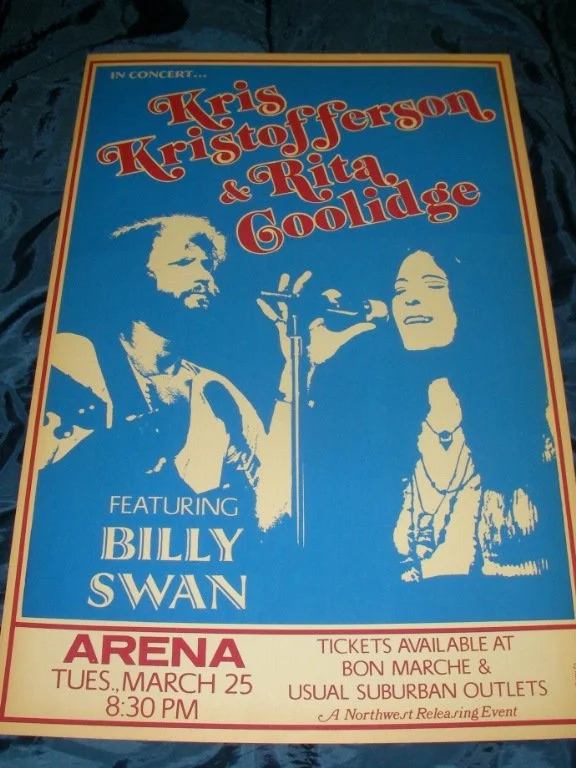 IN CONCERT...
Kris
Kristofferson
& Rita
Coolidge
FEATURING
BILLY
SWAN
ARENA
TUES., MARCH 25
8:30 PM
TICKETS AVAILABLE AT
BON MARCHE &
USUAL SUBURBAN OUTLETS
A Northwest Releasing Event